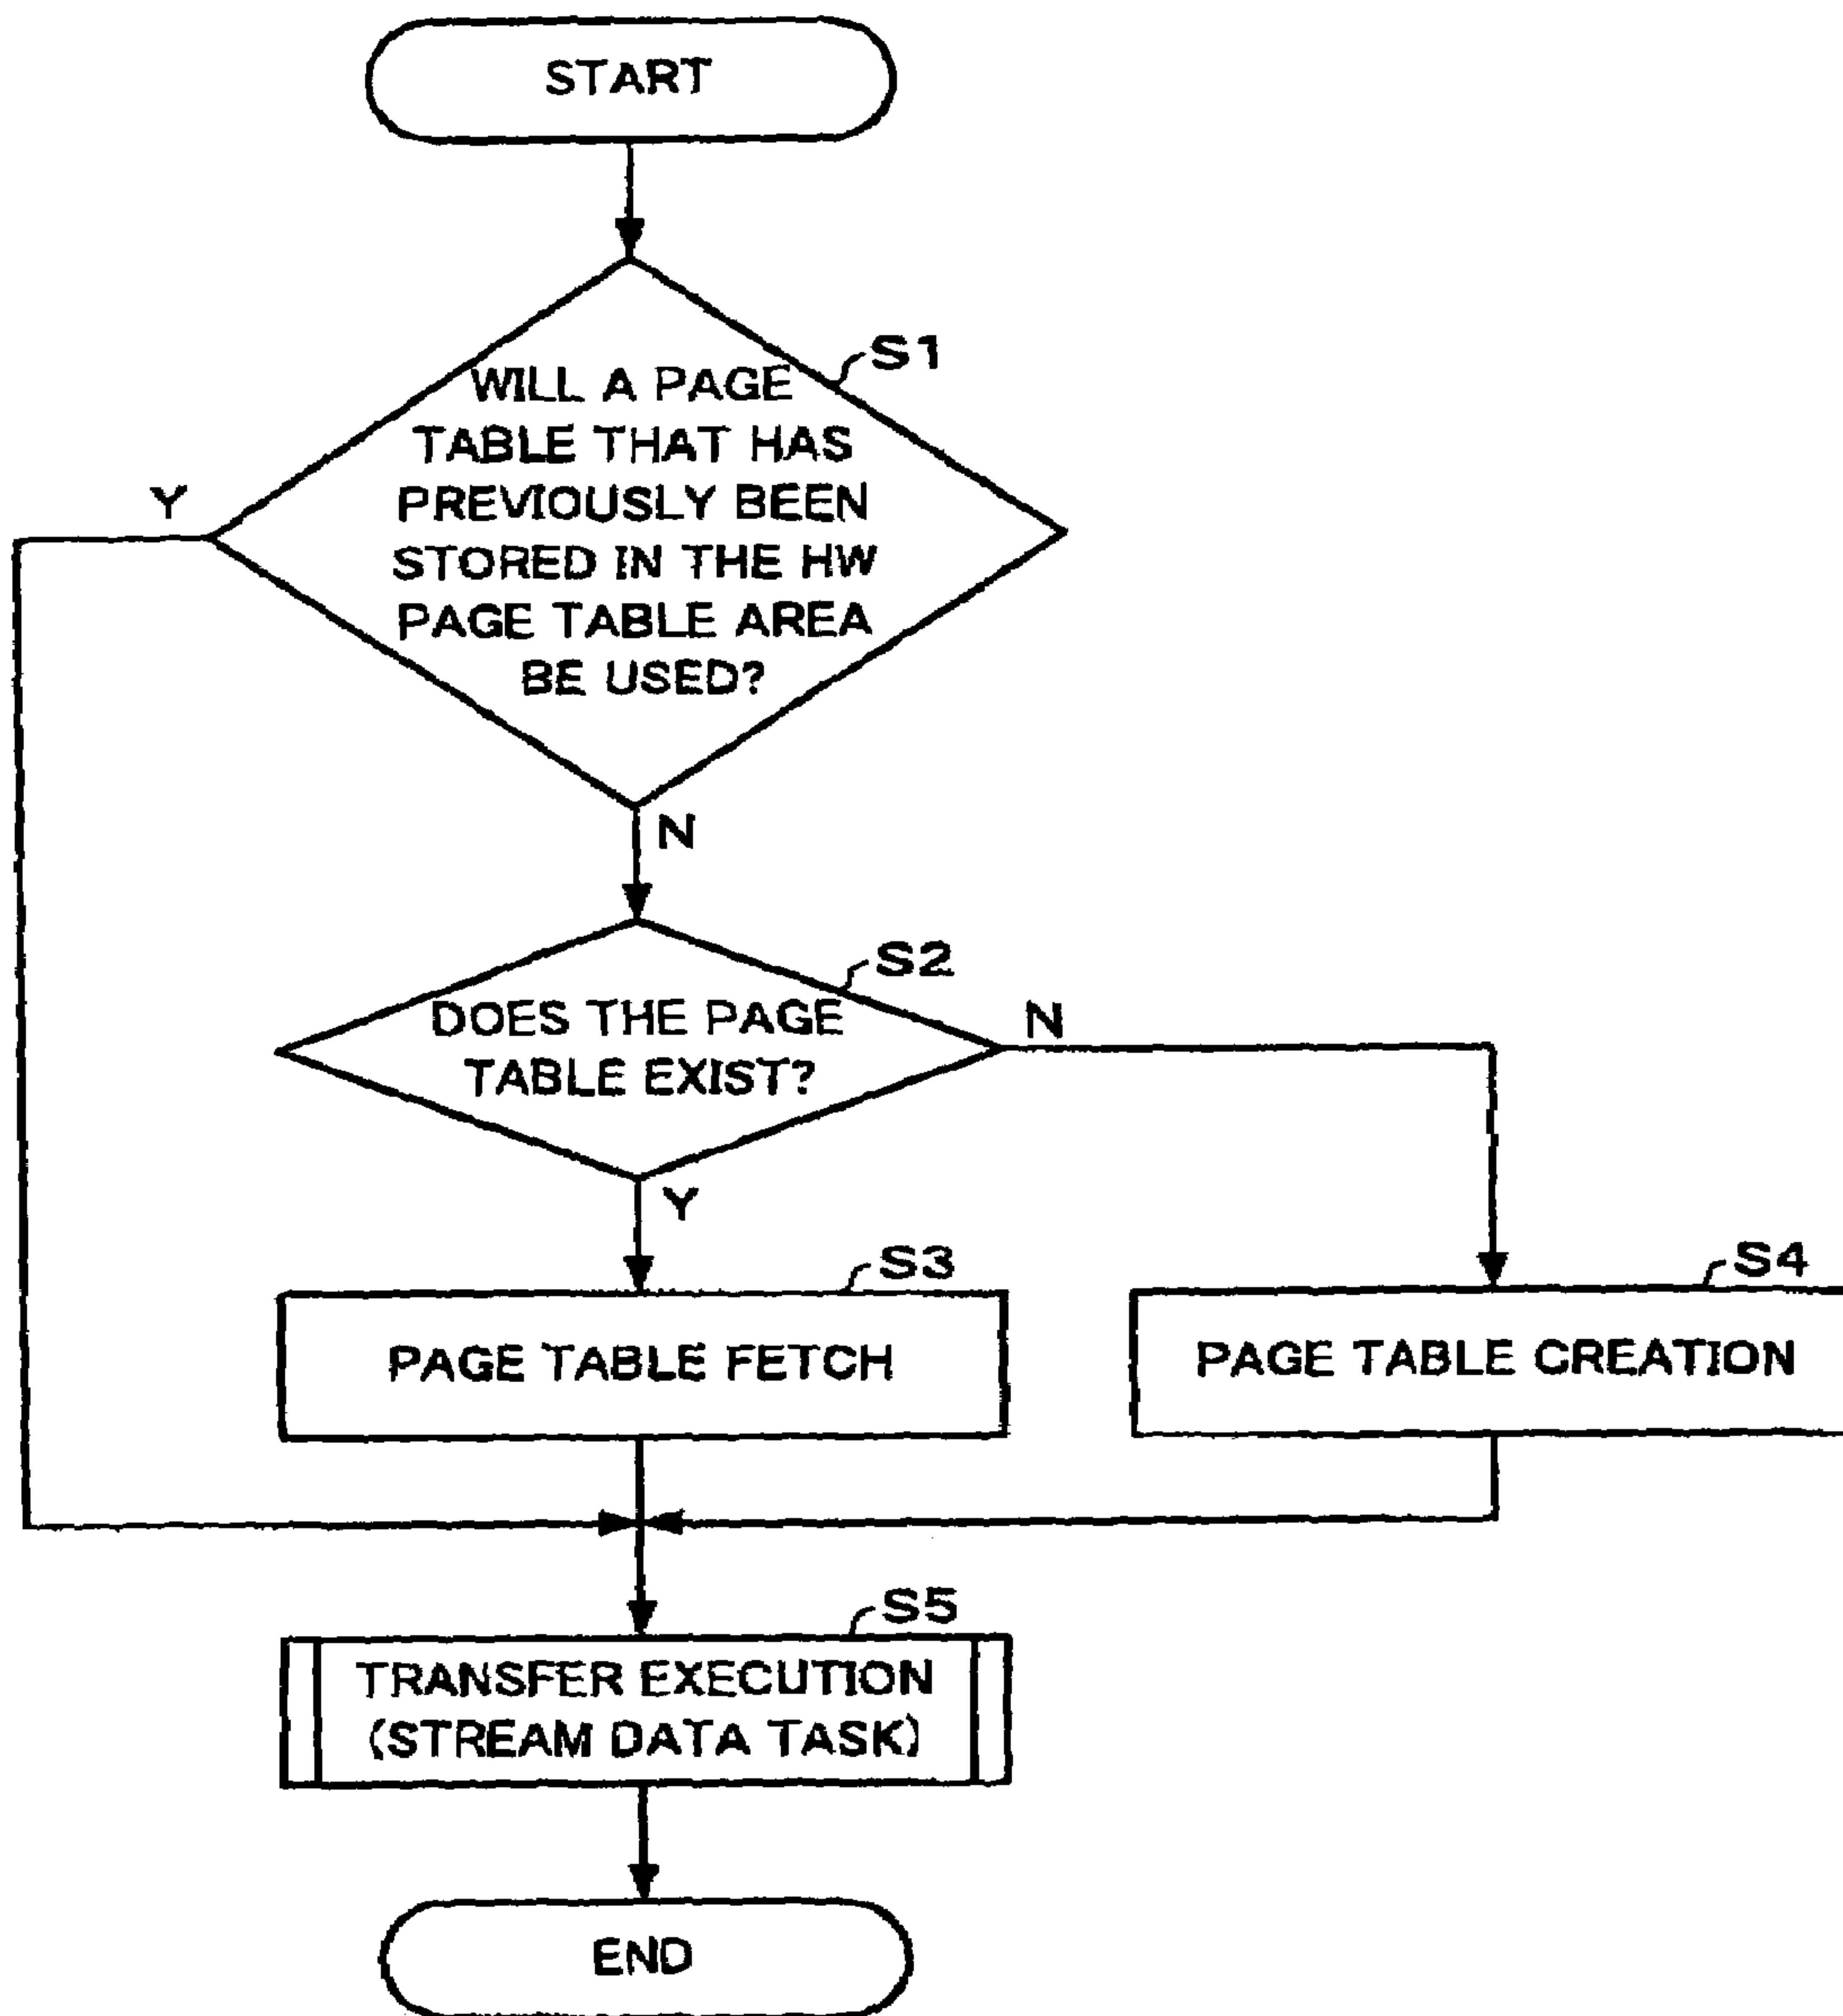 START
S1
WILL A PAGE
TABLE THAT HAS
PREVIOUSLY BEEN
STORED IN THE HW
PAGE TABLE AREA
BE USED?
Y
N
S2
DOES THE PAGE
TABLE EXIST?
N
Y
S3
PAGE TABLE FETCH
S4
PAGE TABLE CREATION
S5
TRANSFER EXECUTION
(STREAM DATA TASK)
END